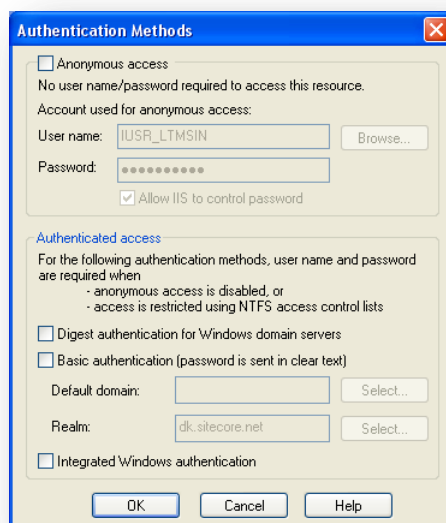 Authentication Methods
Anonymous access
No user name/password required to access this resource.
Account used for anonymous access:
User name: IUSR_LTMSIN Browse...
Password: ●●●●●●●●●●
Allow IIS to control password
Authenticated access
For the following authentication methods, user name and password
are required when
- anonymous access is disabled, or
- access is restricted using NTFS access control lists
Digest authentication for Windows domain servers
Basic authentication (password is sent in clear text)
Default domain: Select...
Realm: dk.sitecore.net Select...
Integrated Windows authentication
OK Cancel Help